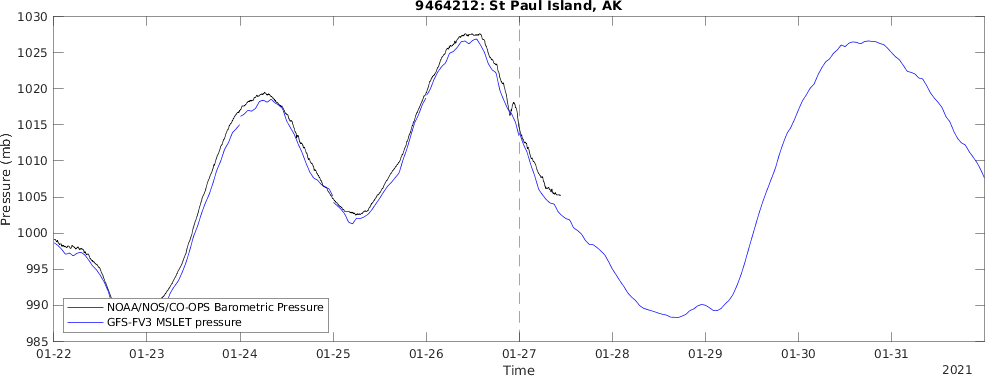 9464212: St Paul Island, AK
1030
1025
1020
1015
1010
1005
1000
995
990
985
Pressure (mb)
NOAA/NOS/CO-OPS Barometric Pressure
GFS-FV3 MSLET pressure
01-22 01-23 01-24 01-25 01-26 01-27 01-28 01-29 01-30 01-31
Time
2021